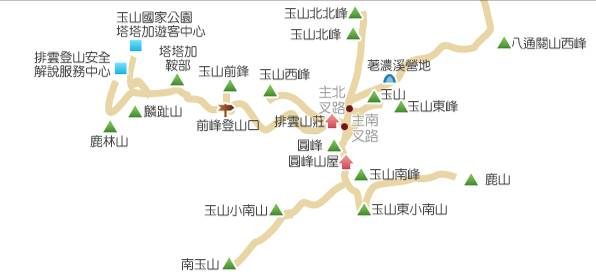 玉山北北峰
玉山國家公園
塔塔加遊客中心
玉山北峰
八通關山西峰
排雲登山安全
解說服務中心
塔塔加
鞍部
玉山前鋒
玉山西峰
荖濃溪營地
主北
叉路
玉山
玉山東峰
麟趾山
前峰登山口
排雲山莊
主南
叉路
鹿林山
圓峰
圓峰山屋
玉山南峰
鹿山
玉山小南山
玉山東小南山
南玉山